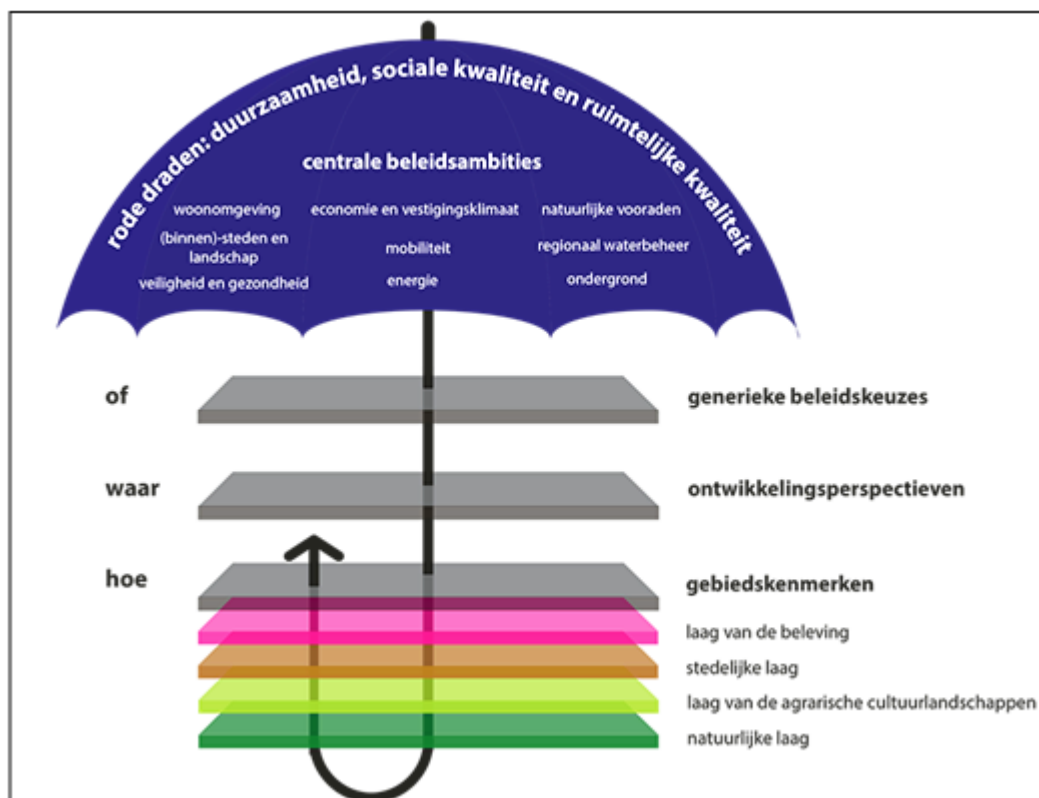 rode draden: duurzaamheid, sociale kwaliteit en ruimtelijke kwaliteit
centrale beleidsambities
woonomgeving
(binnen)-steden en
landschap
veiligheid en gezondheid
economie en vestigingsklimaat
mobiliteit
energie
natuurlijke vooraden
regionaal waterbeheer
ondergrond
of
generieke beleidskeuzes
waar
ontwikkelingsperspectieven
hoe
gebiedskenmerken
laag van de beleving
stedelijke laag
laag van de agrarische cultuurlandschappen
natuurlijke laag